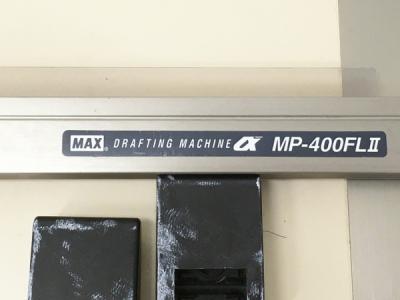 MAX® DRAFTING MACHINE α MP-400FLⅡ